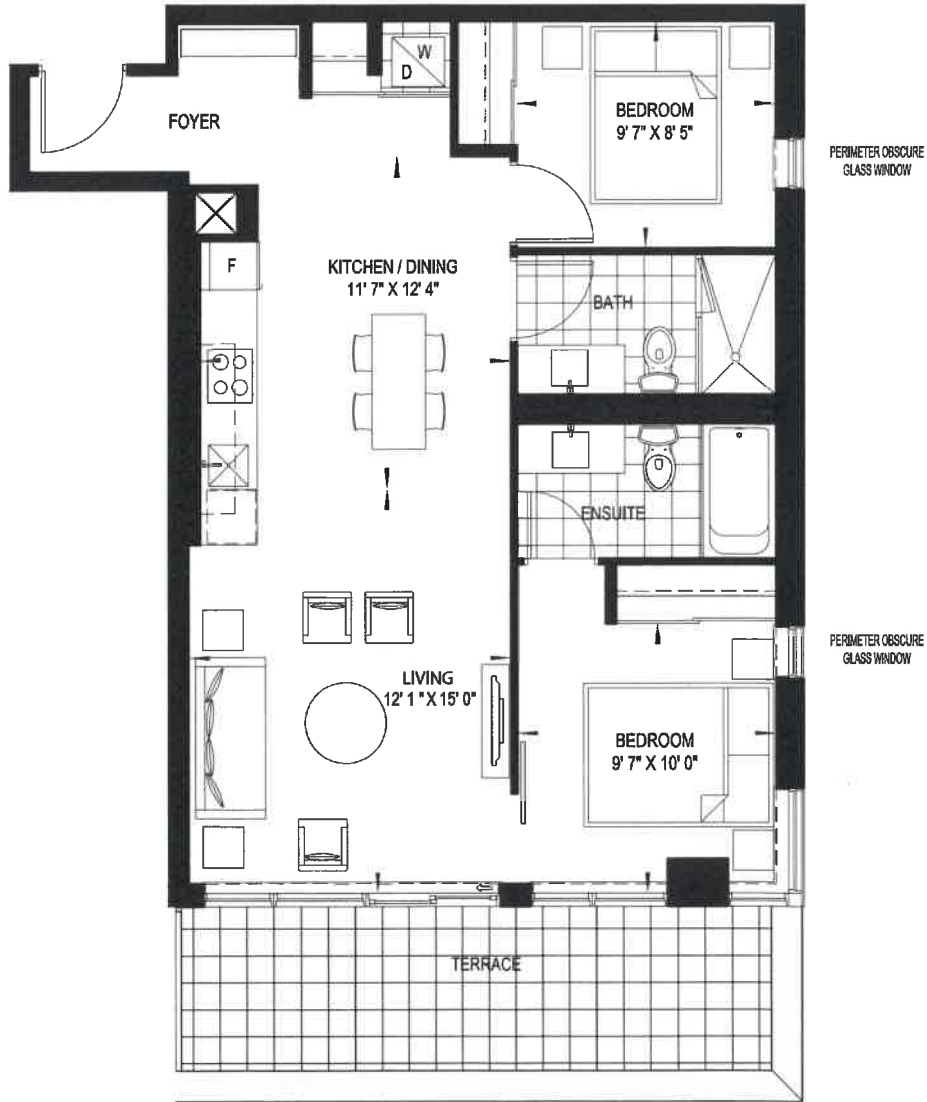 W
D
FOYER
BEDROOM
9' 7" X 8' 5"
PERIMETER OBSCURE
GLASS WINDOW
F
KITCHEN / DINING
11' 7" X 12' 4"
BATH
ENSUITE
PERIMETER OBSCURE
GLASS WINDOW
LIVING
12' 1 " X 15' 0"
BEDROOM
9' 7" X 10' 0"
TERRACE